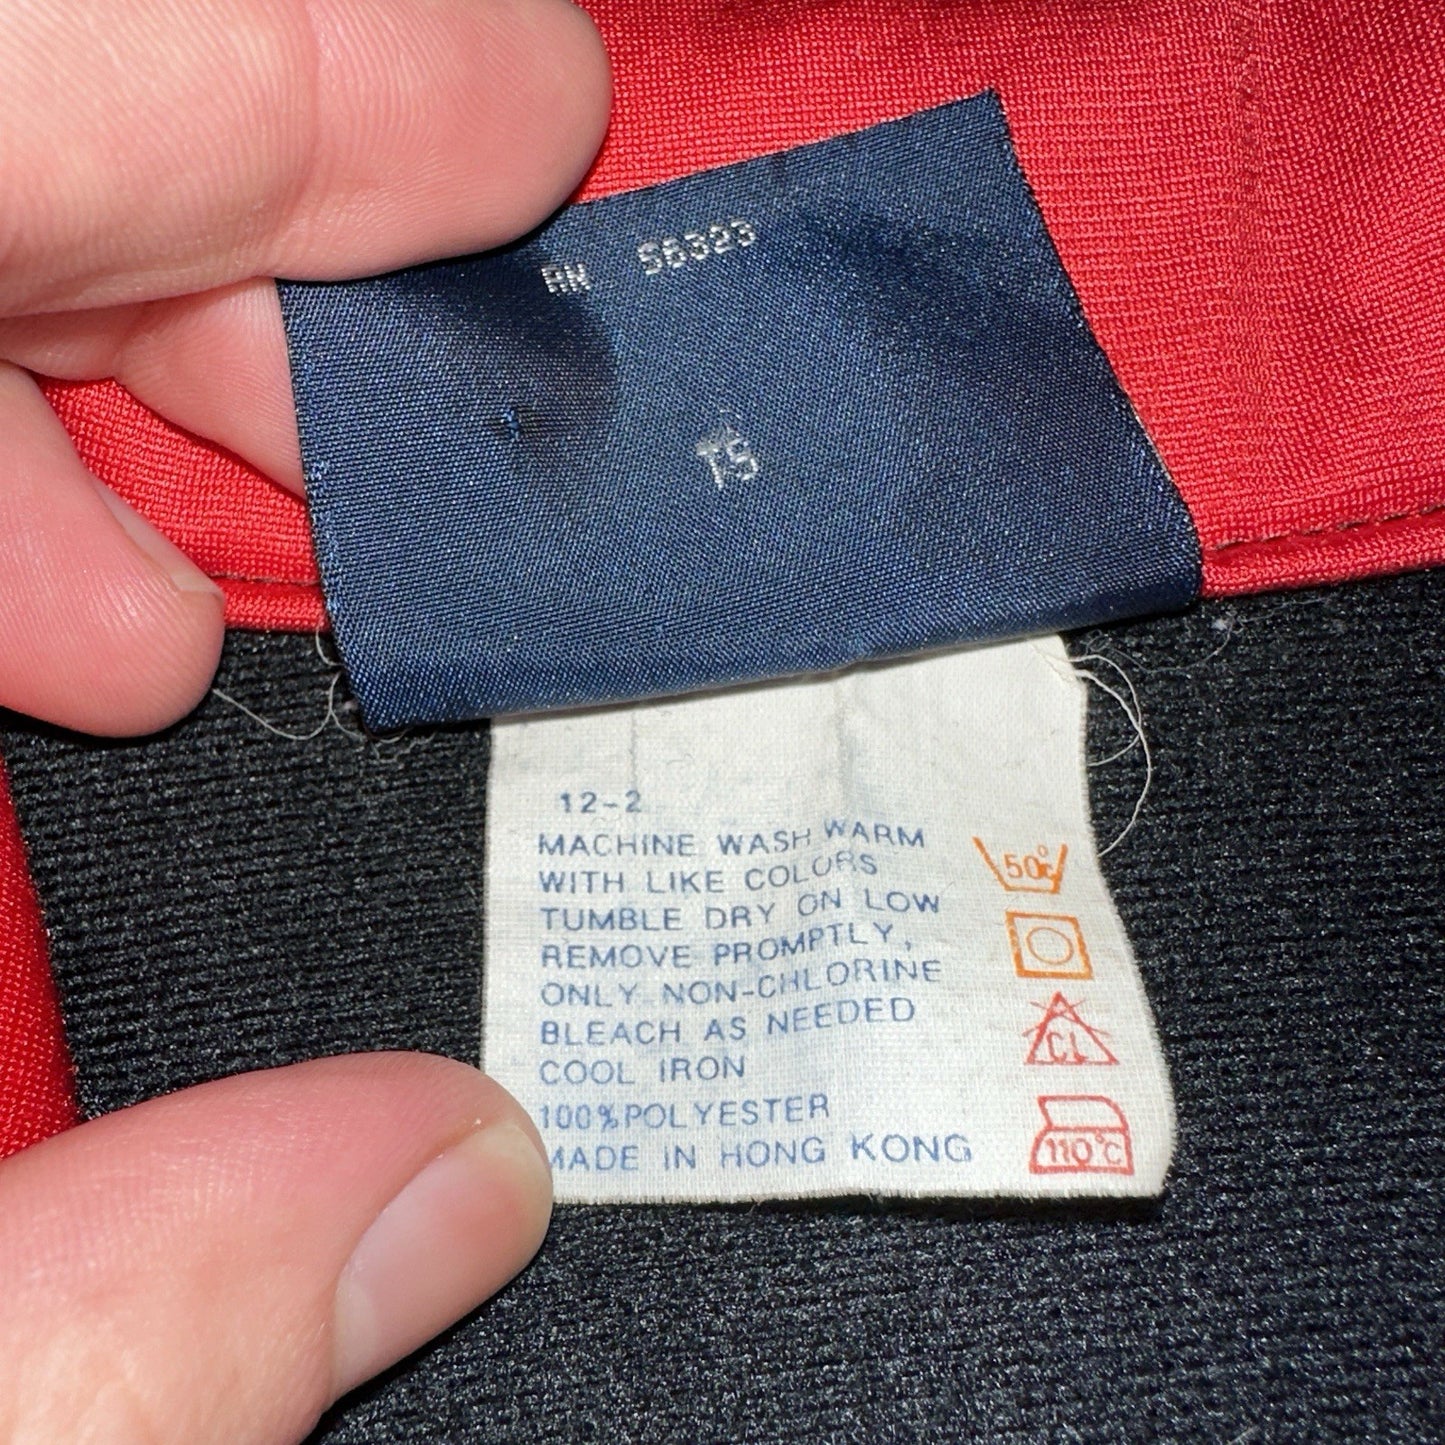 RN 56323
TS
12-2
MACHINE WASH WARM
WITH LIKE COLORS
TUMBLE DRY ON LOW
REMOVE PROMPTLY,
ONLY NON-CHLORINE
BLEACH AS NEEDED
COOL IRON
100%POLYESTER
MADE IN HONG KONG
50°C
CL
110°C